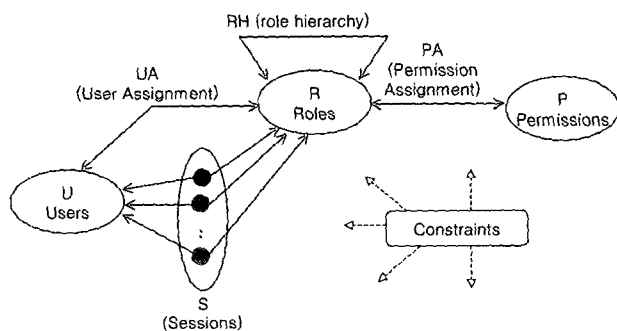 RH (role hierarchy)
UA
(User Assignment)
PA
(Permission
Assignment)
R
Roles
P
Permissions
U
Users
:
Constraints
S
(Sessions)